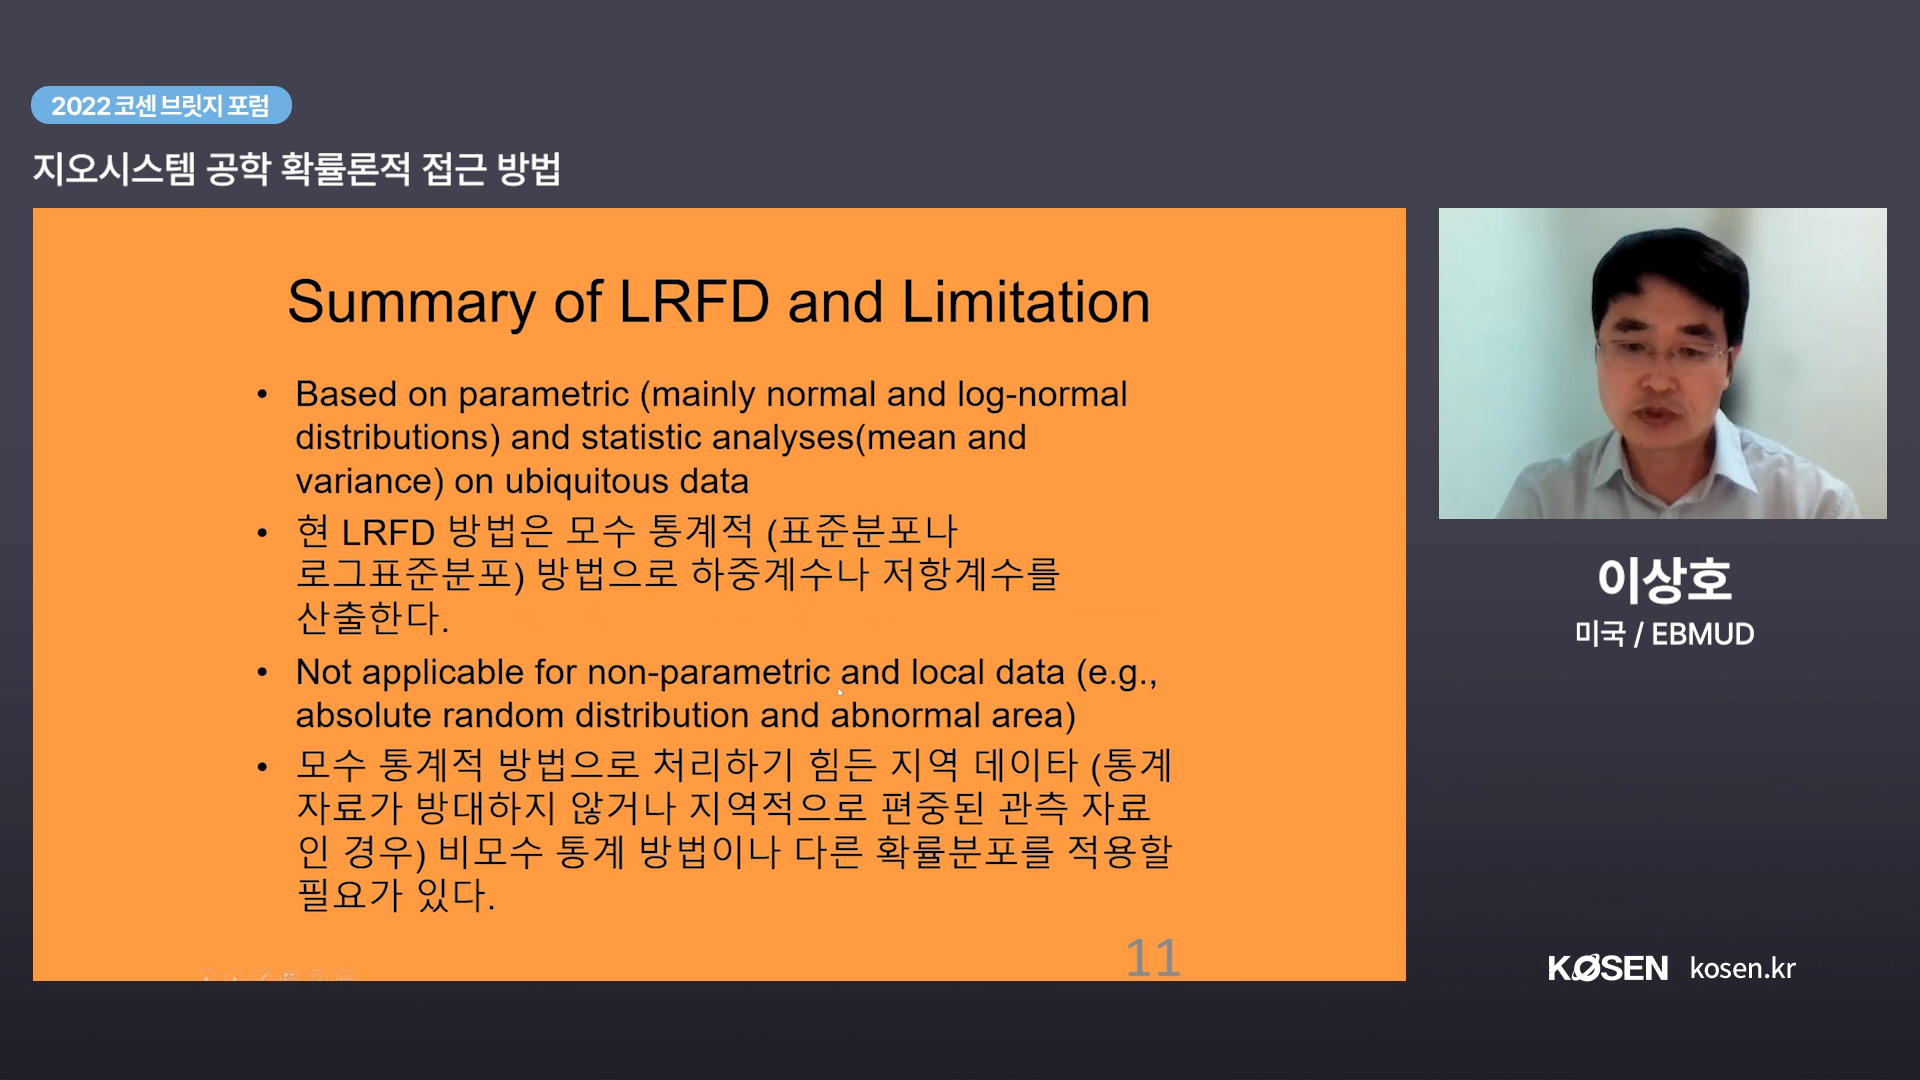 2022 코센 브릿지 포럼
지오시스템 공학 확률론적 접근 방법
Summary of LRFD and Limitation
• Based on parametric (mainly normal and log-normal
distributions) and statistic analyses(mean and
variance) on ubiquitous data
• 현 LRFD 방법은 모수 통계적 (표준분포나
로그표준분포) 방법으로 하중계수나 저항계수를
산출한다.
• Not applicable for non-parametric and local data (e.g.,
absolute random distribution and abnormal area)
• 모수 통계적 방법으로 처리하기 힘든 지역 데이타 (통계
자료가 방대하지 않거나 지역적으로 편중된 관측 자료
인 경우) 비모수 통계 방법이나 다른 확률분포를 적용할
필요가 있다.
11
이상호
미국 / EBMUD
KOSEN kosen.kr